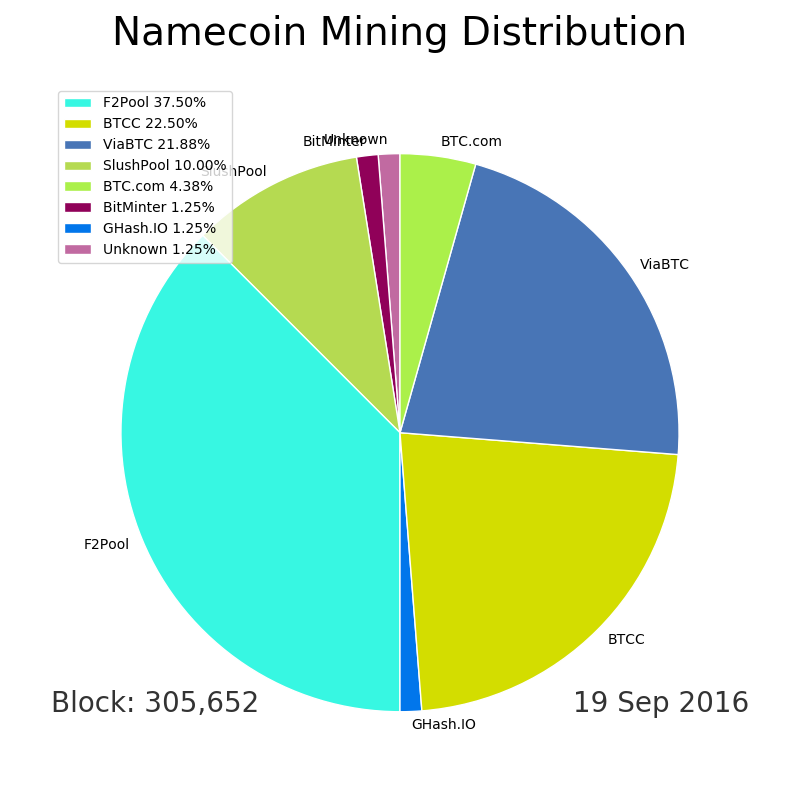 Namecoin Mining Distribution
F2Pool 37.50%
BTCC 22.50%
ViaBTC 21.88%
SlushPool 10.00%
BTC.com 4.38%
BitMinter 1.25%
GHash.IO 1.25%
Unknown 1.25%
BitMinter
Unknown
BTC.com
SlushPool
ViaBTC
F2Pool
BTCC
GHash.IO
Block: 305,652
19 Sep 2016